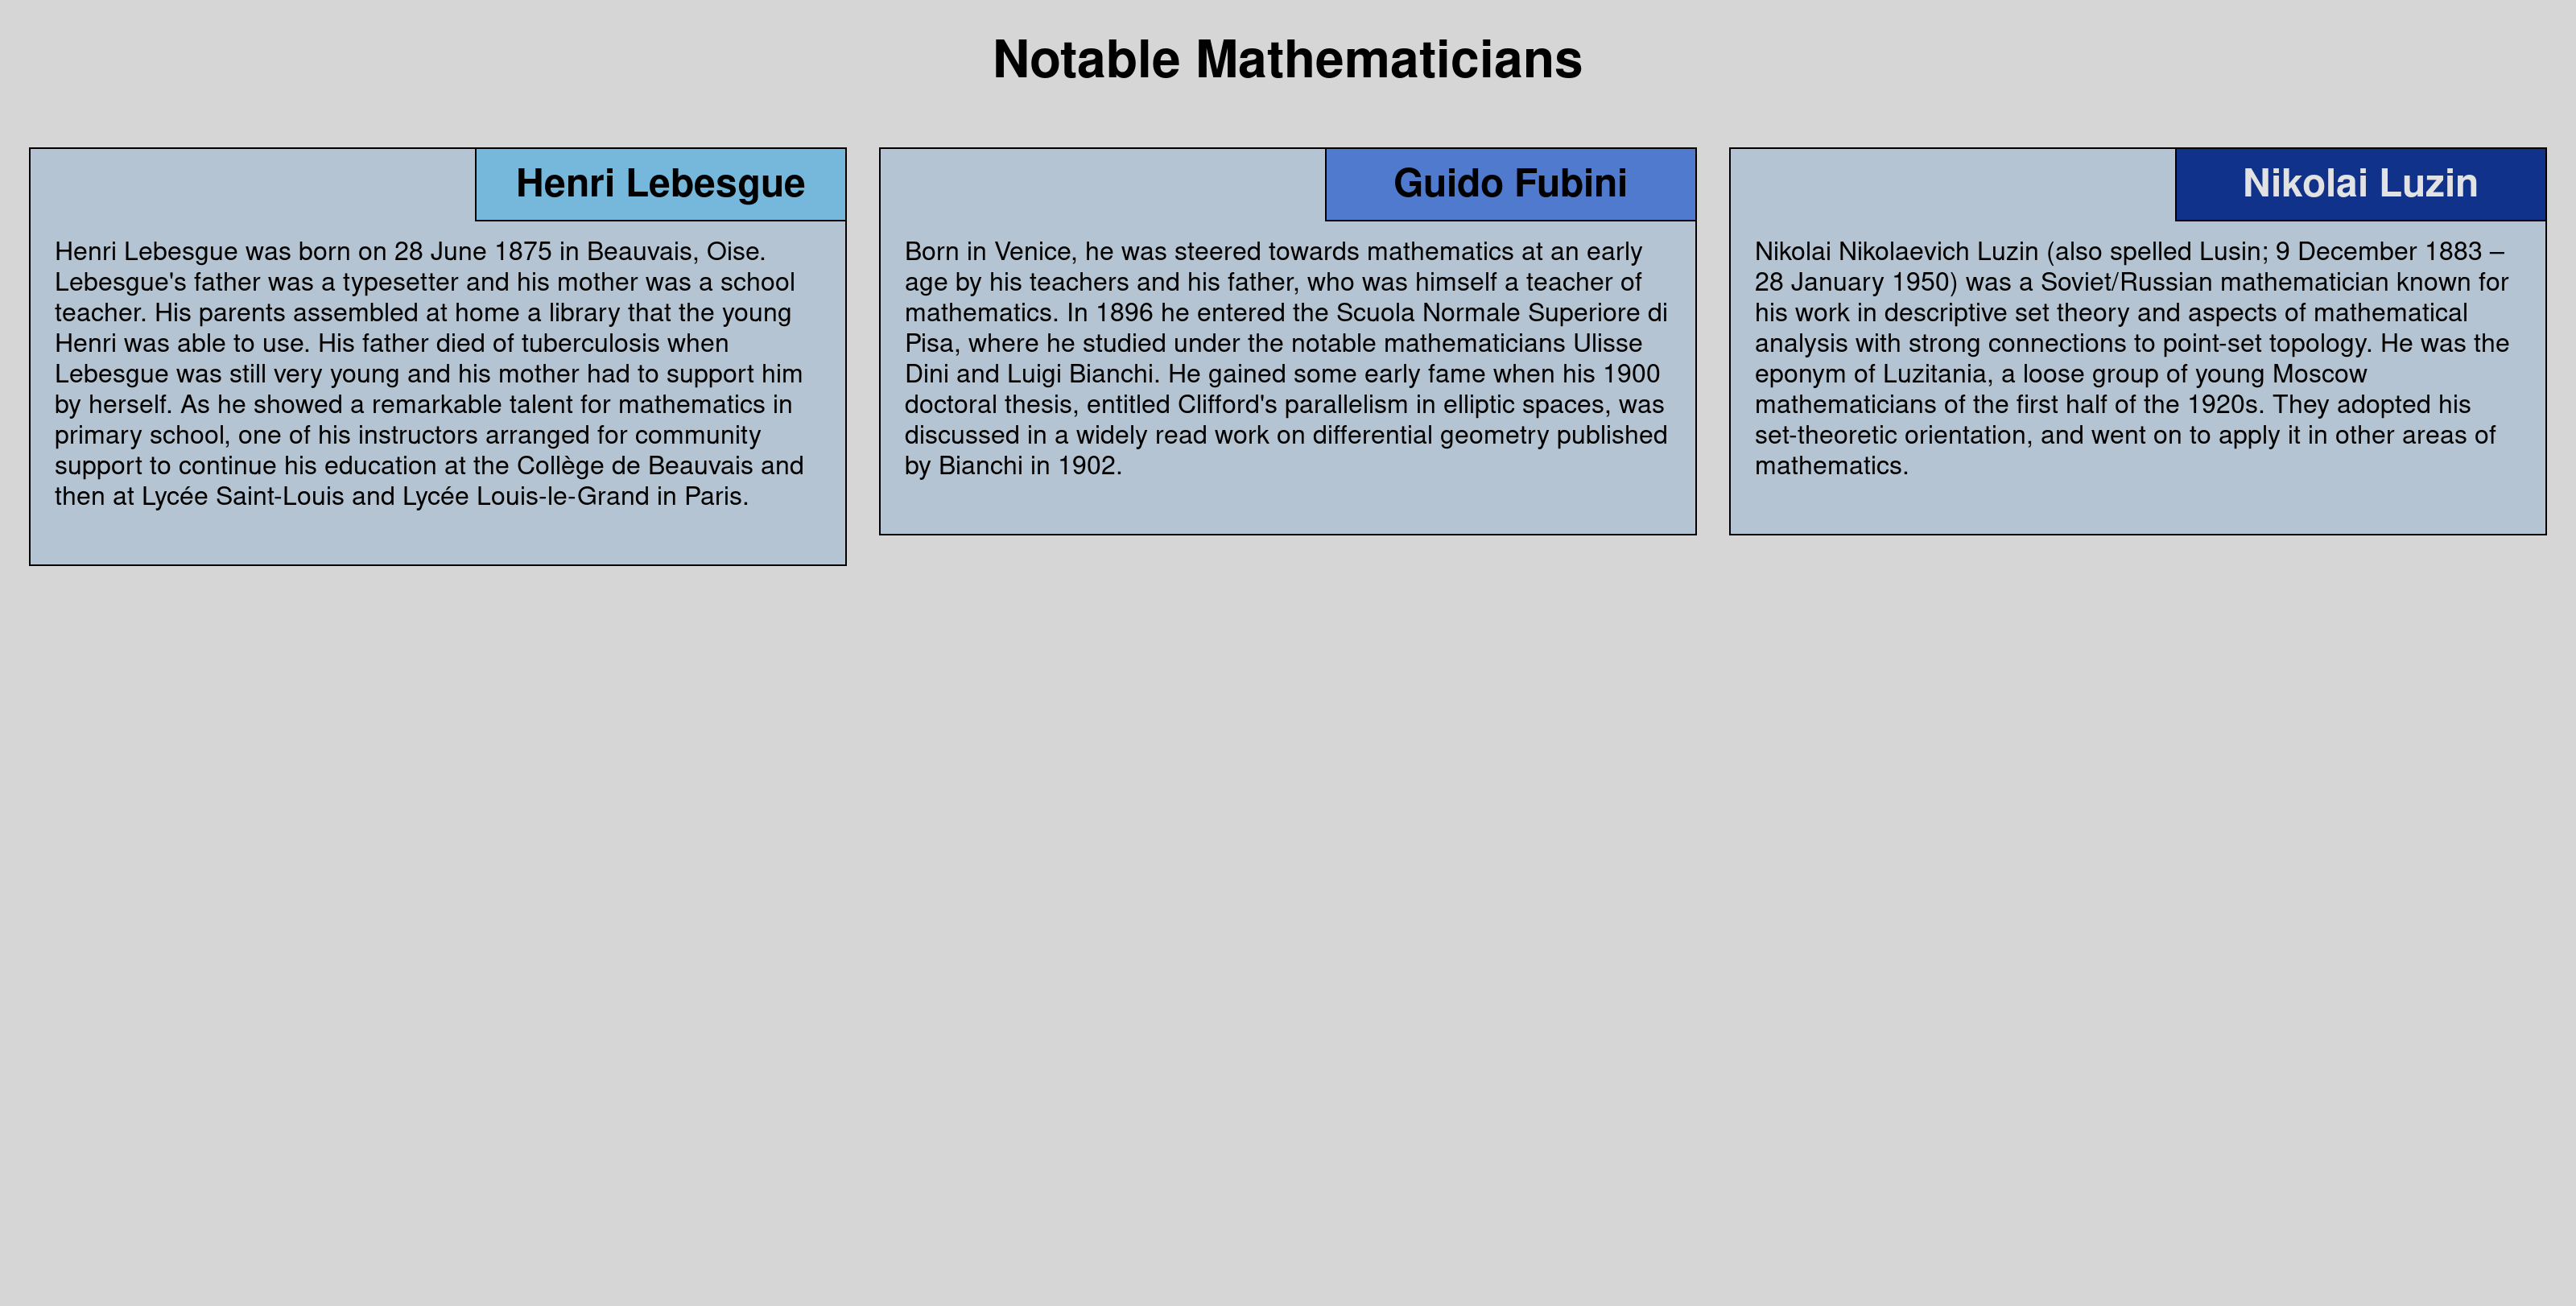 Notable Mathematicians
Henri Lebesgue
Henri Lebesgue was born on 28 June 1875 in Beauvais, Oise.
Lebesgue's father was a typesetter and his mother was a school
teacher. His parents assembled at home a library that the young
Henri was able to use. His father died of tuberculosis when
Lebesgue was still very young and his mother had to support him
by herself. As he showed a remarkable talent for mathematics in
primary school, one of his instructors arranged for community
support to continue his education at the Collège de Beauvais and
then at Lycée Saint-Louis and Lycée Louis-le-Grand in Paris.
Guido Fubini
Born in Venice, he was steered towards mathematics at an early
age by his teachers and his father, who was himself a teacher of
mathematics. In 1896 he entered the Scuola Normale Superiore di
Pisa, where he studied under the notable mathematicians Ulisse
Dini and Luigi Bianchi. He gained some early fame when his 1900
doctoral thesis, entitled Clifford's parallelism in elliptic spaces, was
discussed in a widely read work on differential geometry published
by Bianchi in 1902.
Nikolai Luzin
Nikolai Nikolaevich Luzin (also spelled Lusin; 9 December 1883 –
28 January 1950) was a Soviet/Russian mathematician known for
his work in descriptive set theory and aspects of mathematical
analysis with strong connections to point-set topology. He was the
eponym of Luzitania, a loose group of young Moscow
mathematicians of the first half of the 1920s. They adopted his
set-theoretic orientation, and went on to apply it in other areas of
mathematics.